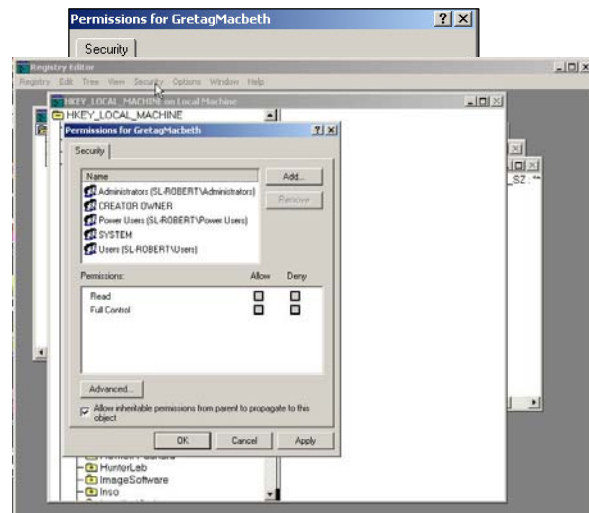 Permissions for GretagMacbeth
Security
Registry Editor
Registry Edit Tree View Security Options Window Help
HKEY_LOCAL_MACHINE on Local Machine
HKEY_LOCAL_MACHINE
Permissions for GretagMacbeth
Security
Name
Add...
Administrators (SL-ROBERT\Administrators)
Remove
CREATOR OWNER
Power Users (SL-ROBERT\Power Users)
SYSTEM
Users (SL-ROBERT\Users)
_SZ:
Permissions:
Allow
Deny
Read
Full Control
Advanced...
Allow inheritable permissions from parent to propagate to this
object
OK
Cancel
Apply
HunterLab
ImageSoftware
Inso